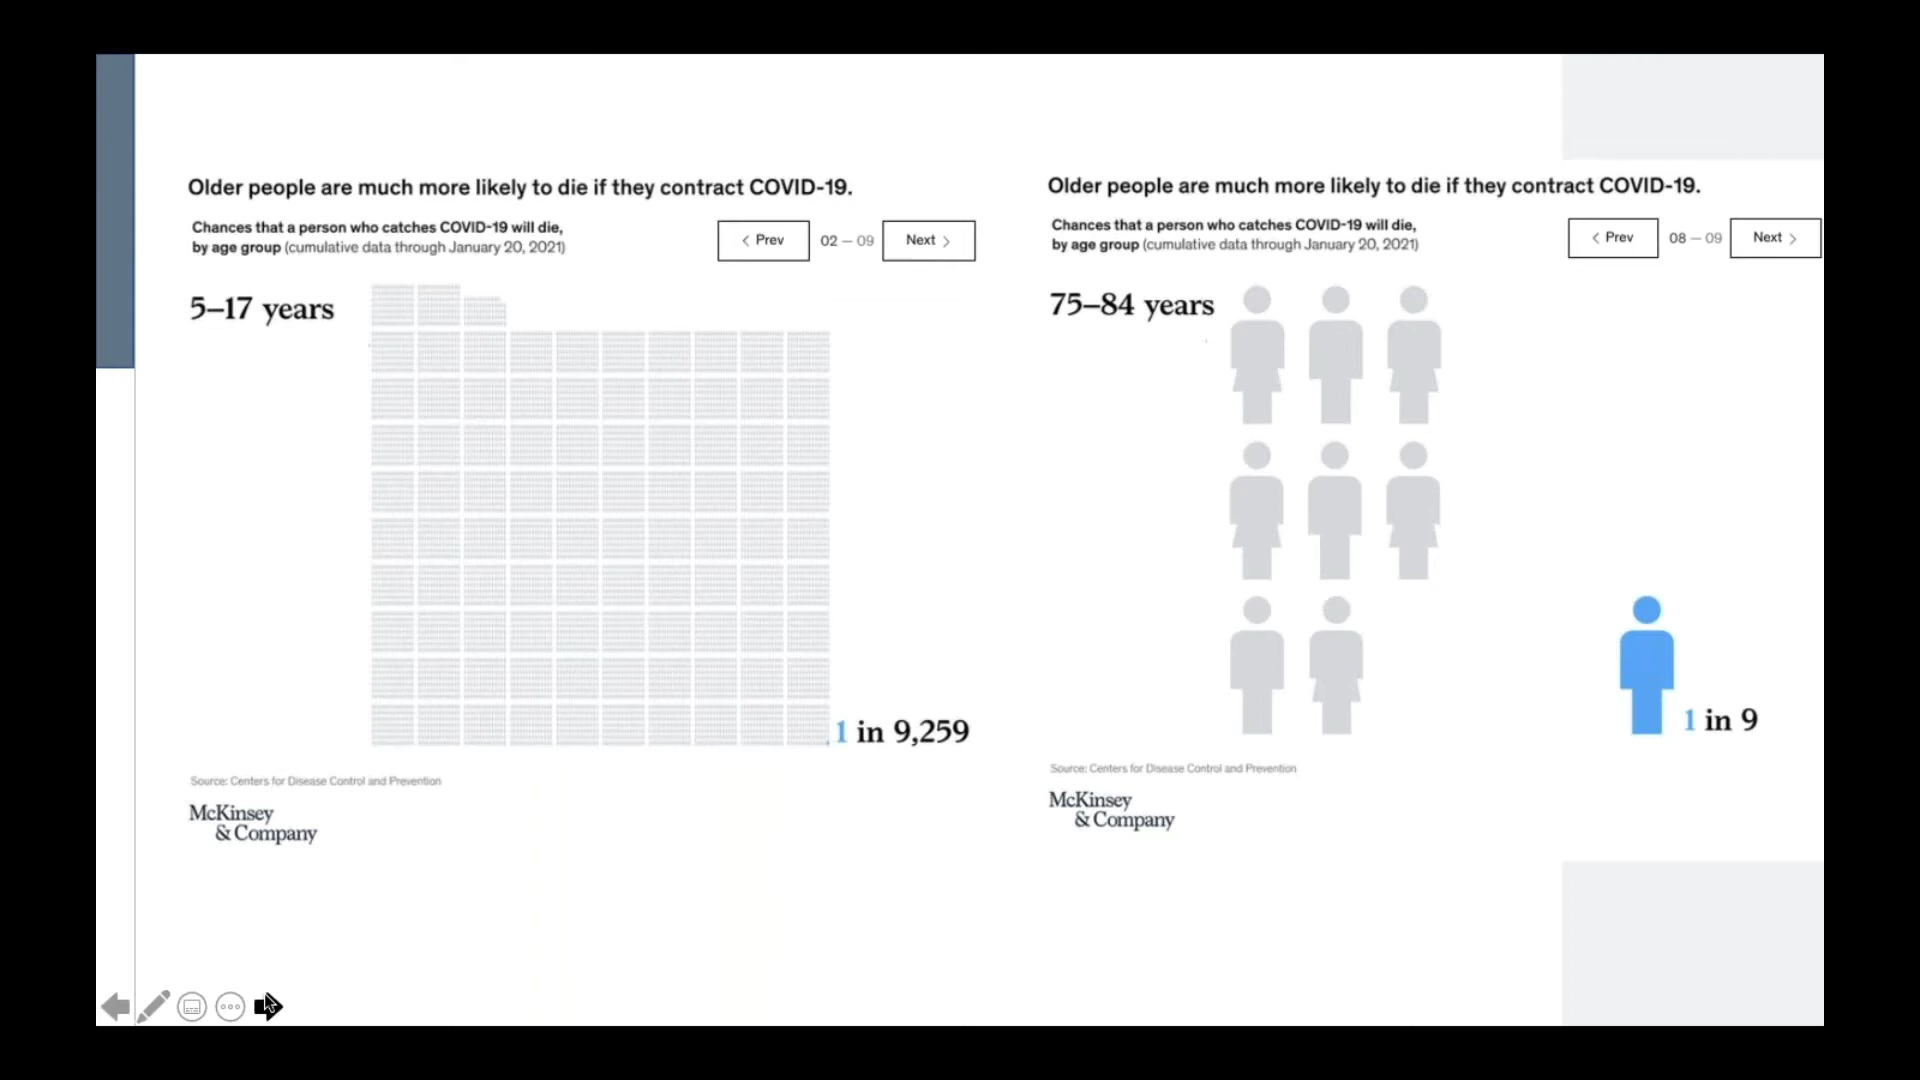 Older people are much more likely to die if they contract COVID-19.
Chances that a person who catches COVID-19 will die,
by age group (cumulative data through January 20, 2021)
< Prev
02 — 09
Next >
5–17 years
1 in 9,259
Source: Centers for Disease Control and Prevention
McKinsey
& Company
Older people are much more likely to die if they contract COVID-19.
Chances that a person who catches COVID-19 will die,
by age group (cumulative data through January 20, 2021)
< Prev
08 — 09
Next >
75–84 years
1 in 9
Source: Centers for Disease Control and Prevention
McKinsey
& Company